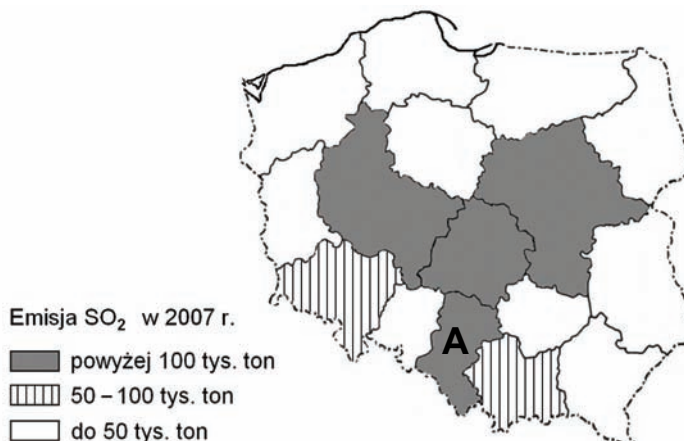 A
Emisja SO₂ w 2007 r.
powyżej 100 tys. ton
50 – 100 tys. ton
do 50 tys. ton